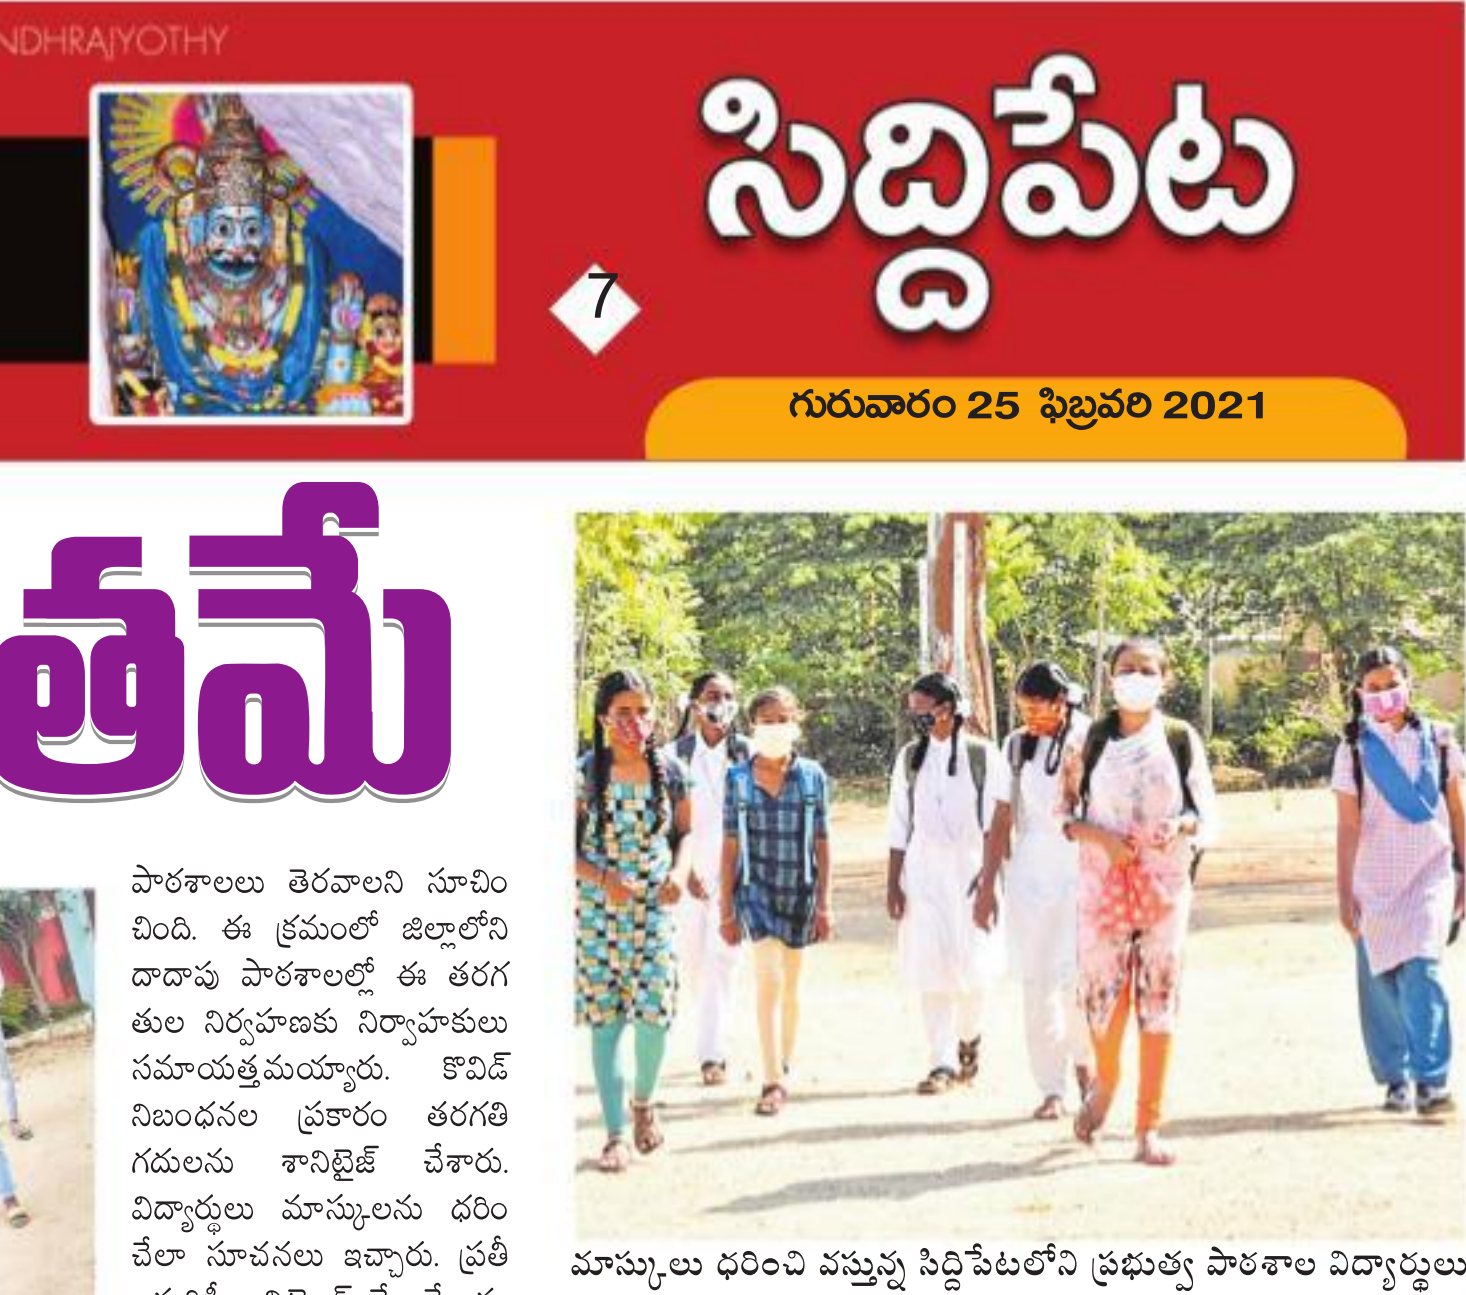 NDHRAJYOTHY
సిద్దిపేట
7
గురువారం 25 ఫిబ్రవరి 2021
తమే
పాఠశాలలు తెరవాలని సూచిం
చింది. ఈ క్రమంలో జిల్లాలోని
దాదాపు పాఠశాలల్లో ఈ తరగ
తుల నిర్వహణకు నిర్వాహకులు
సమాయత్తమయ్యారు. కొవిడ్
నిబంధనల ప్రకారం తరగతి
గదులను శానిటైజ్ చేశారు.
విద్యార్థులు మాస్కులను ధరిం
చేలా సూచనలు ఇచ్చారు. ప్రతీ
మాస్కులు ధరించి వస్తున్న సిద్దిపేటలోని ప్రభుత్వ పాఠశాల విద్యార్థులు